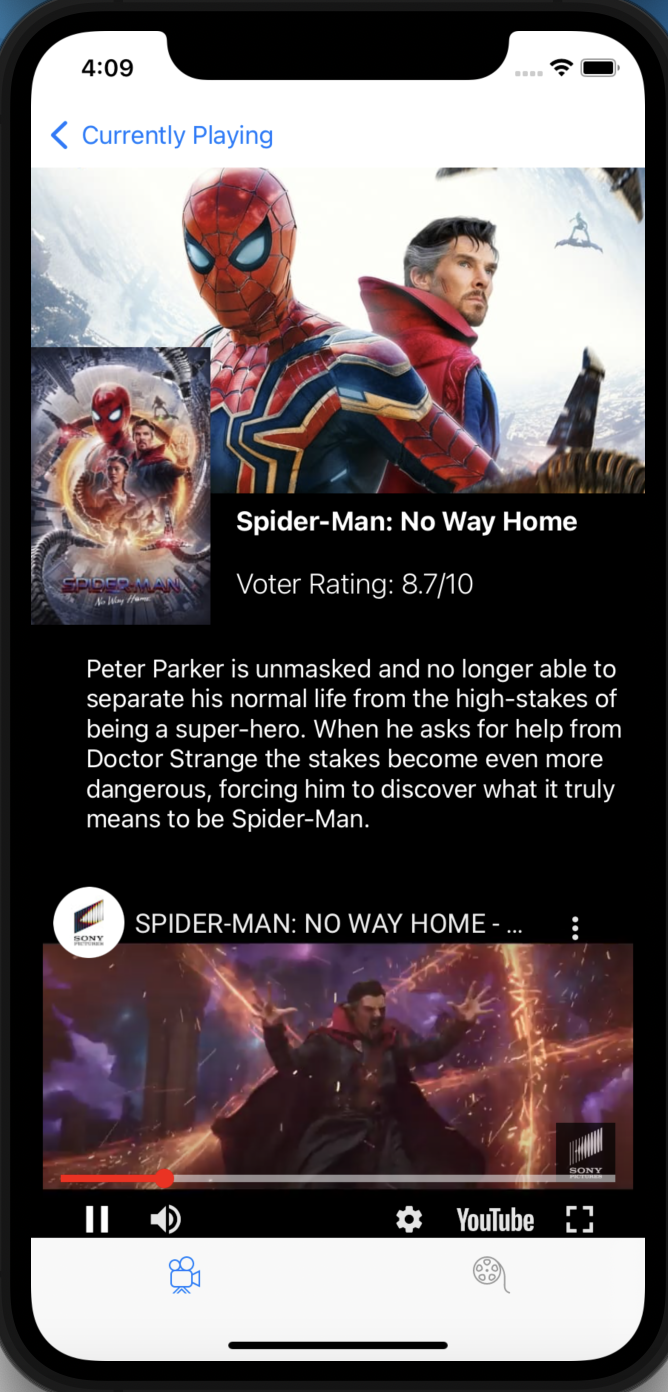 4:09
Currently Playing
SPIDER-MAN
No Way Home
Spider-Man: No Way Home
Voter Rating: 8.7/10
Peter Parker is unmasked and no longer able to
separate his normal life from the high-stakes of
being a super-hero. When he asks for help from
Doctor Strange the stakes become even more
dangerous, forcing him to discover what it truly
means to be Spider-Man.
SONY
PICTURES
SPIDER-MAN: NO WAY HOME - ...
SONY
PICTURES
YouTube